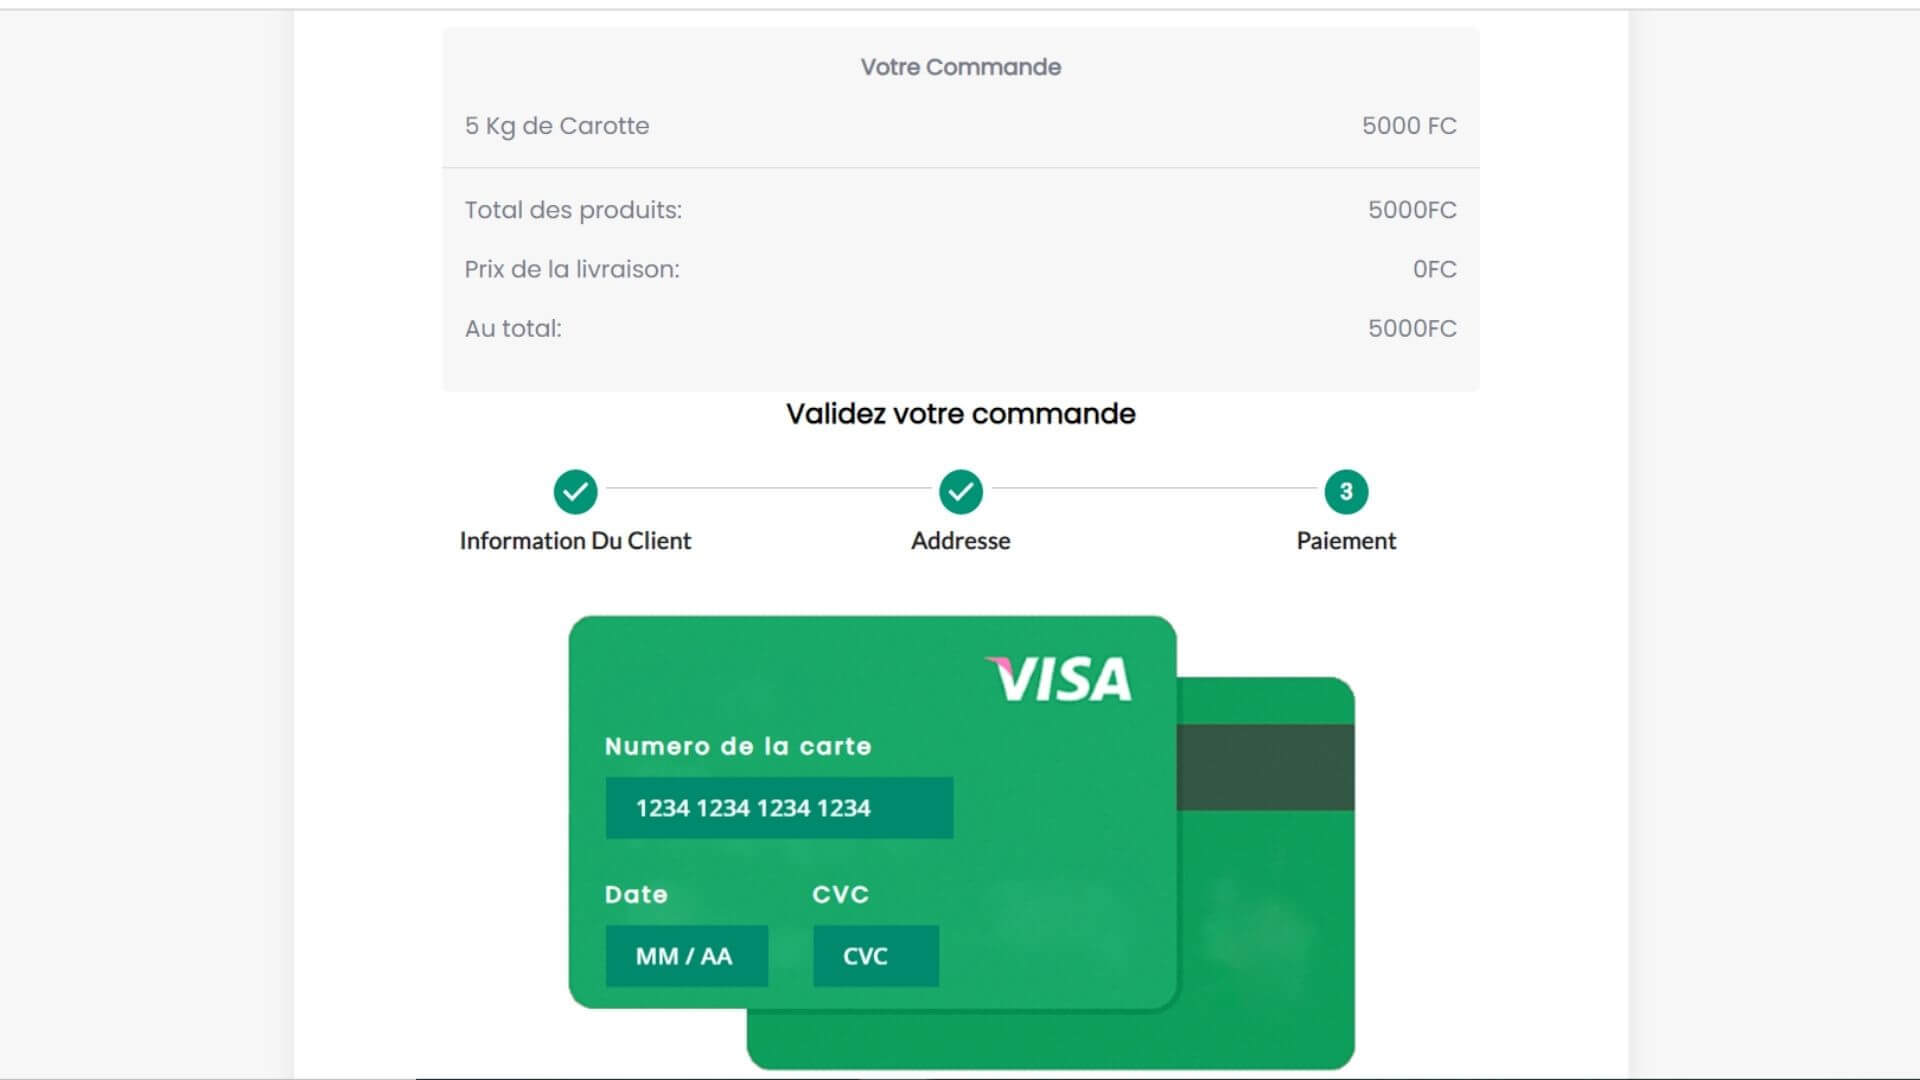 Votre Commande
5 Kg de Carotte 5000 FC
Total des produits: 5000FC
Prix de la livraison: 0FC
Au total: 5000FC
Validez votre commande
3
Information Du Client Addresse Paiement
VISA
Numero de la carte
1234 1234 1234 1234
Date CVC
MM / AA CVC